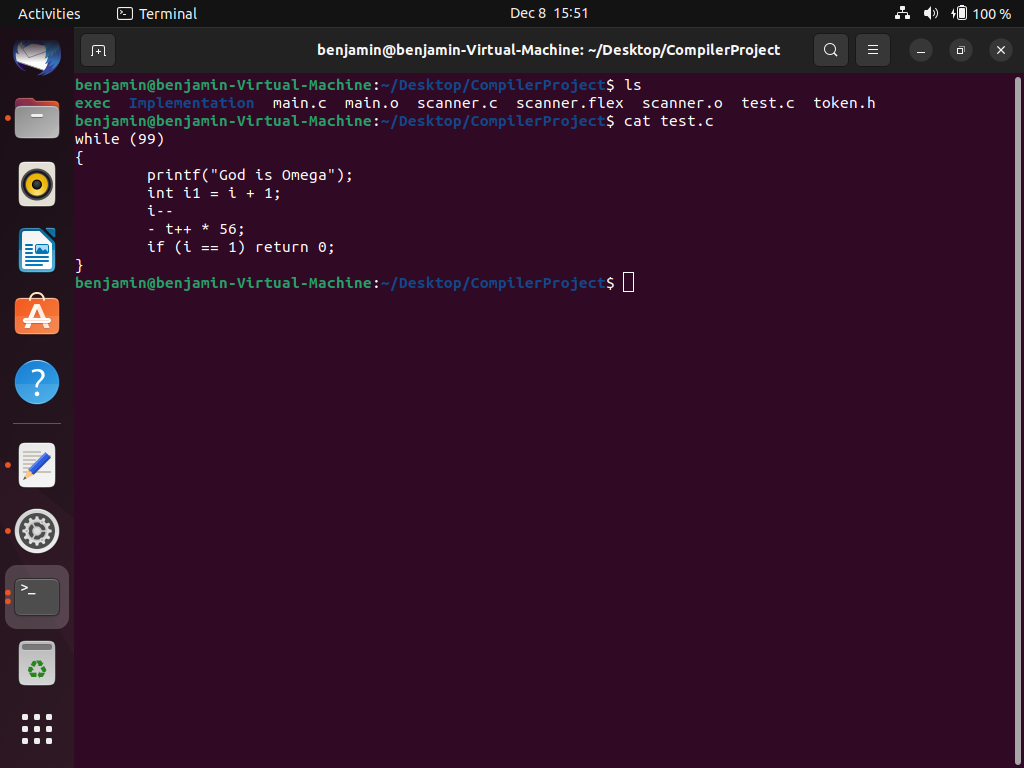 Activities Terminal Dec 8 15:51 100 %
benjamin@benjamin-Virtual-Machine: ~/Desktop/CompilerProject
benjamin@benjamin-Virtual-Machine:~/Desktop/CompilerProject$ ls
exec Implementation main.c main.o scanner.c scanner.flex scanner.o test.c token.h
benjamin@benjamin-Virtual-Machine:~/Desktop/CompilerProject$ cat test.c
while (99)
{
        printf("God is Omega");
        int i1 = i + 1;
        i--
        - t++ * 56;
        if (i == 1) return 0;
}
benjamin@benjamin-Virtual-Machine:~/Desktop/CompilerProject$